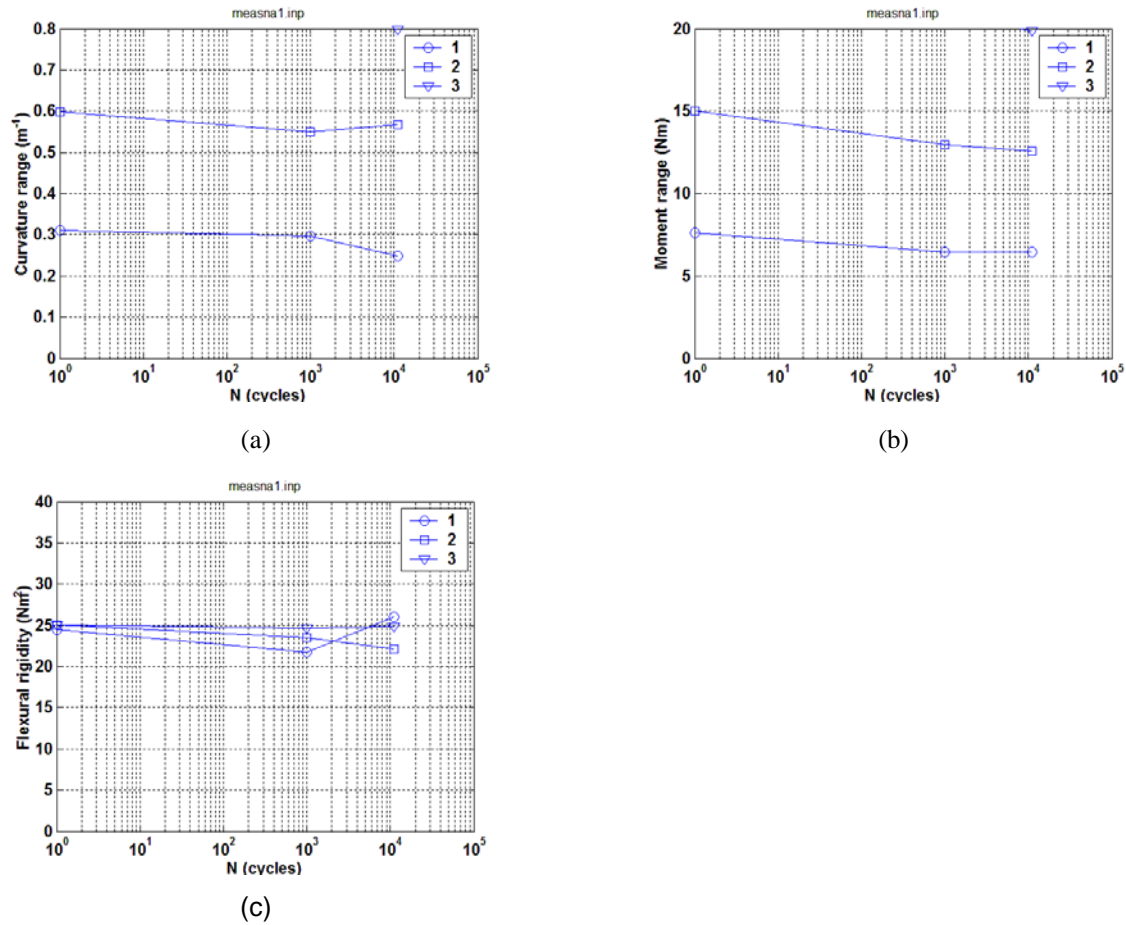 measna1.inp
0.8
0.7
0.6
0.5
0.4
0.3
0.2
0.1
0
Curvature range (m⁻¹)
1
2
3
10⁰ 10¹ 10² 10³ 10⁴ 10⁵
N (cycles)
(a)
measna1.inp
20
15
10
5
0
Moment range (Nm)
1
2
3
10⁰ 10¹ 10² 10³ 10⁴ 10⁵
N (cycles)
(b)
measna1.inp
40
35
30
25
20
15
10
5
0
Flexural rigidity (Nm²)
1
2
3
10⁰ 10¹ 10² 10³ 10⁴ 10⁵
N (cycles)
(c)